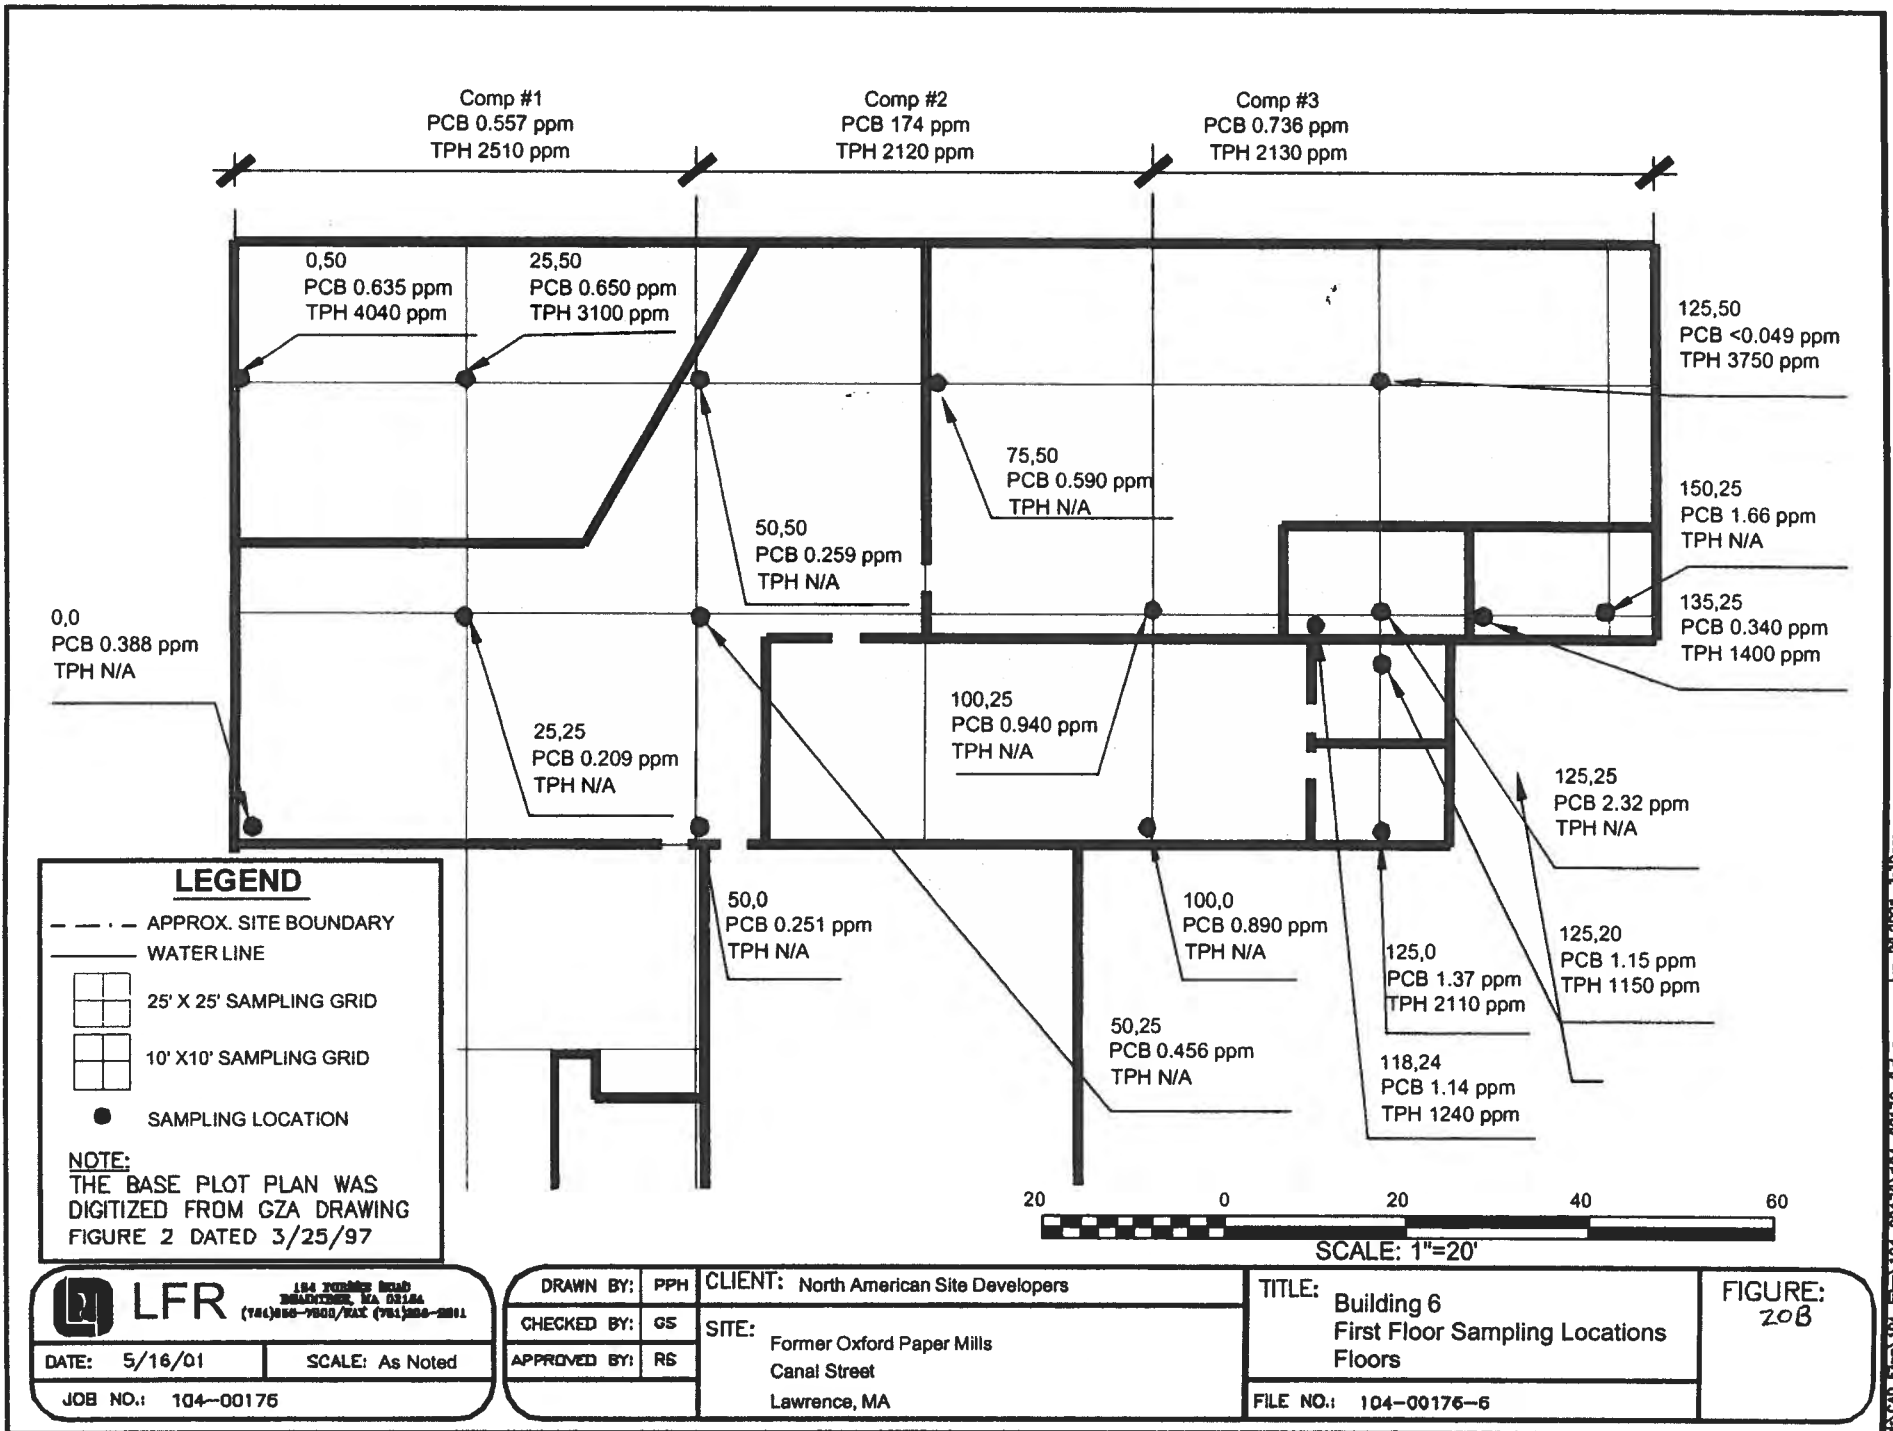 Comp #1
PCB 0.557 ppm
TPH 2510 ppm
Comp #2
PCB 174 ppm
TPH 2120 ppm
Comp #3
PCB 0.736 ppm
TPH 2130 ppm
0,50
PCB 0.635 ppm
TPH 4040 ppm
25,50
PCB 0.650 ppm
TPH 3100 ppm
125,50
PCB <0.049 ppm
TPH 3750 ppm
75,50
PCB 0.590 ppm
TPH N/A
50,50
PCB 0.259 ppm
TPH N/A
150,25
PCB 1.66 ppm
TPH N/A
135,25
PCB 0.340 ppm
TPH 1400 ppm
0,0
PCB 0.388 ppm
TPH N/A
25,25
PCB 0.209 ppm
TPH N/A
100,25
PCB 0.940 ppm
TPH N/A
125,25
PCB 2.32 ppm
TPH N/A
50,0
PCB 0.251 ppm
TPH N/A
100,0
PCB 0.890 ppm
TPH N/A
125,0
PCB 1.37 ppm
TPH 2110 ppm
125,20
PCB 1.15 ppm
TPH 1150 ppm
50,25
PCB 0.456 ppm
TPH N/A
118,24
PCB 1.14 ppm
TPH 1240 ppm
LEGEND
APPROX. SITE BOUNDARY
WATER LINE
25' X 25' SAMPLING GRID
10' X10' SAMPLING GRID
SAMPLING LOCATION
NOTE:
THE BASE PLOT PLAN WAS
DIGITIZED FROM GZA DRAWING
FIGURE 2 DATED 3/25/97
20 0 20 40 60
SCALE: 1"=20'
LFR
DATE: 5/16/01
SCALE: As Noted
JOB NO.: 104-00176
DRAWN BY: PPH
CHECKED BY: GS
APPROVED BY: RS
CLIENT: North American Site Developers
SITE:
Former Oxford Paper Mills
Canal Street
Lawrence, MA
TITLE:
Building 6
First Floor Sampling Locations
Floors
FILE NO.: 104-00176-6
FIGURE:
20B